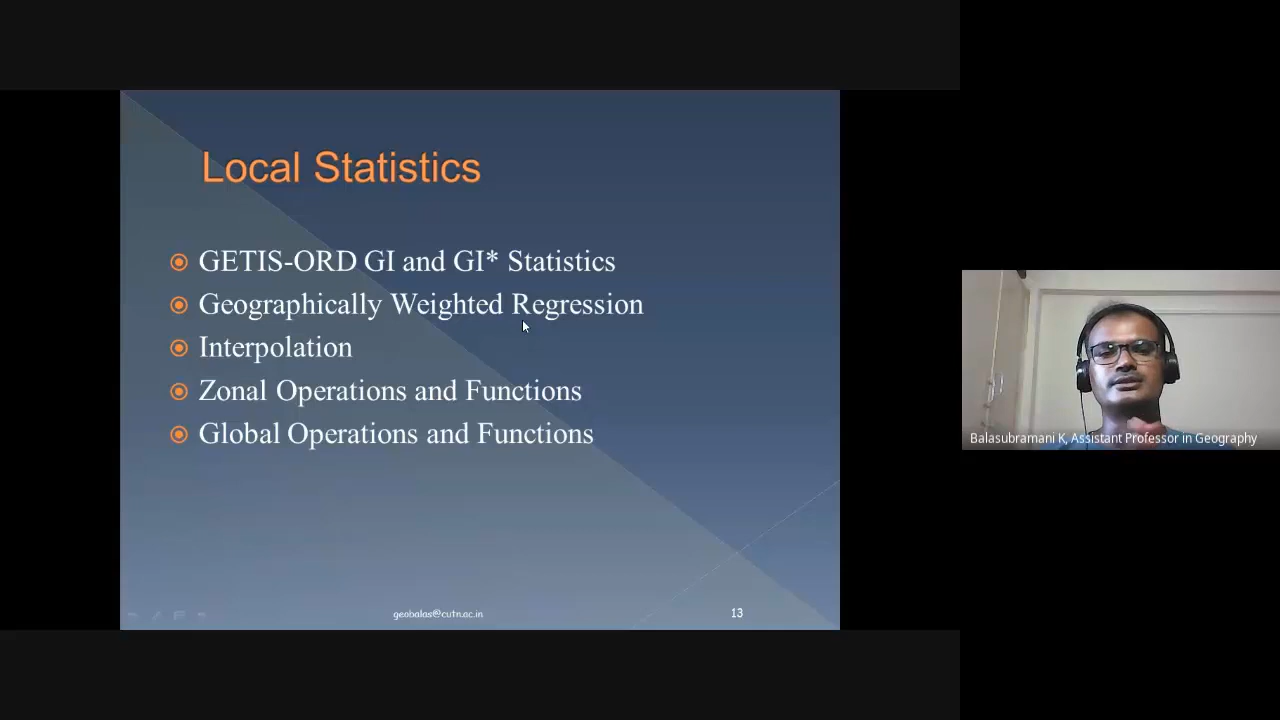 Local Statistics
GETIS-ORD GI and GI* Statistics
Geographically Weighted Regression
Interpolation
Zonal Operations and Functions
Global Operations and Functions
geobalas@cutn.ac.in
13
Balasubramani K, Assistant Professor in Geography